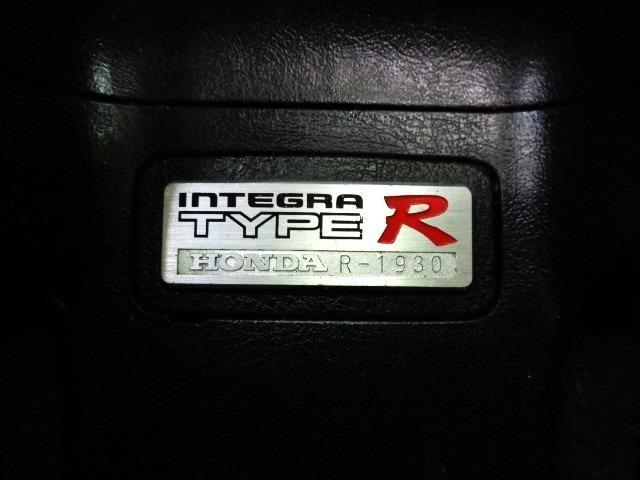 INTEGRA
TYPE R
HONDA R-1930